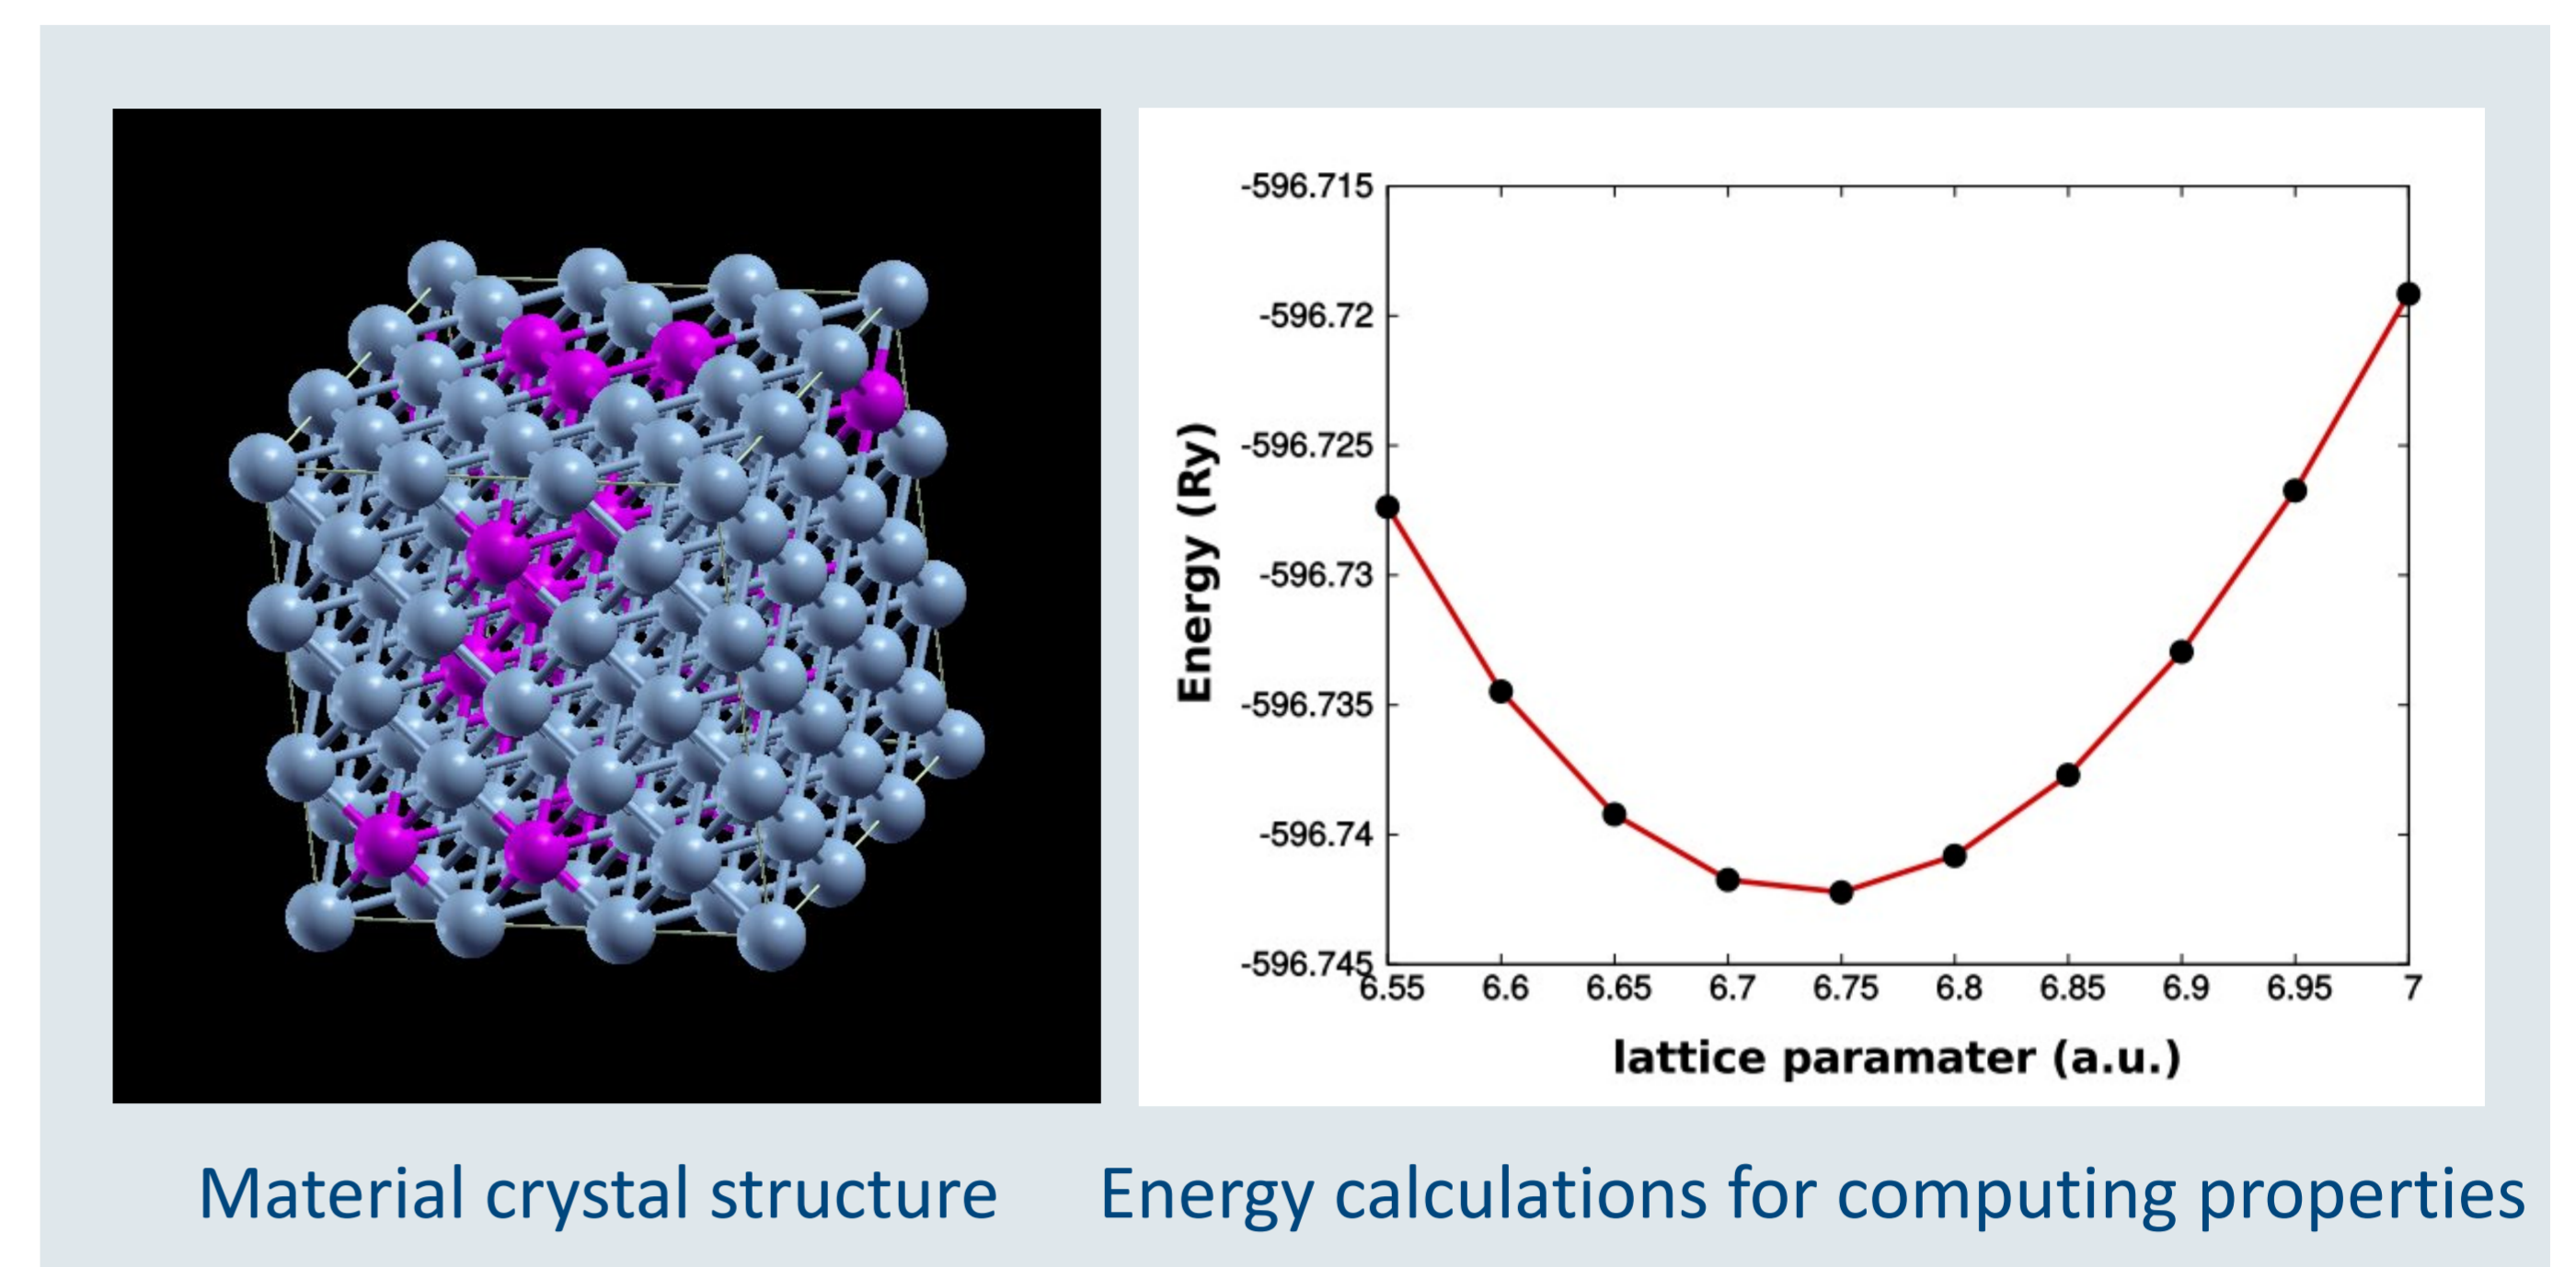 -596.715
-596.72
-596.725
-596.73
-596.735
-596.74
-596.745
Energy (Ry)
6.55 6.6 6.65 6.7 6.75 6.8 6.85 6.9 6.95 7
lattice paramater (a.u.)
Material crystal structure
Energy calculations for computing properties